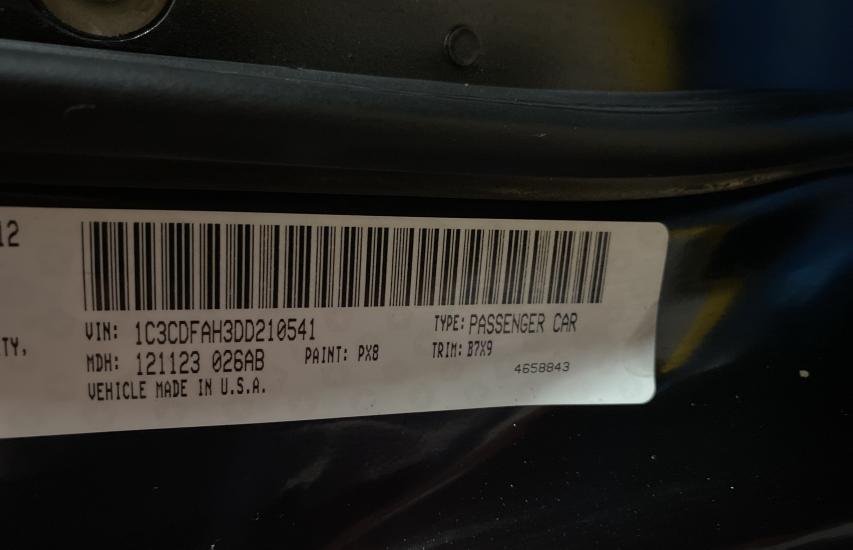 12
TY,
VIN: 1C3CDFAH3DD210541
TYPE: PASSENGER CAR
MDH: 121123 026AB
PAINT: PX8
TRIM: B7X9
VEHICLE MADE IN U.S.A.
4658843